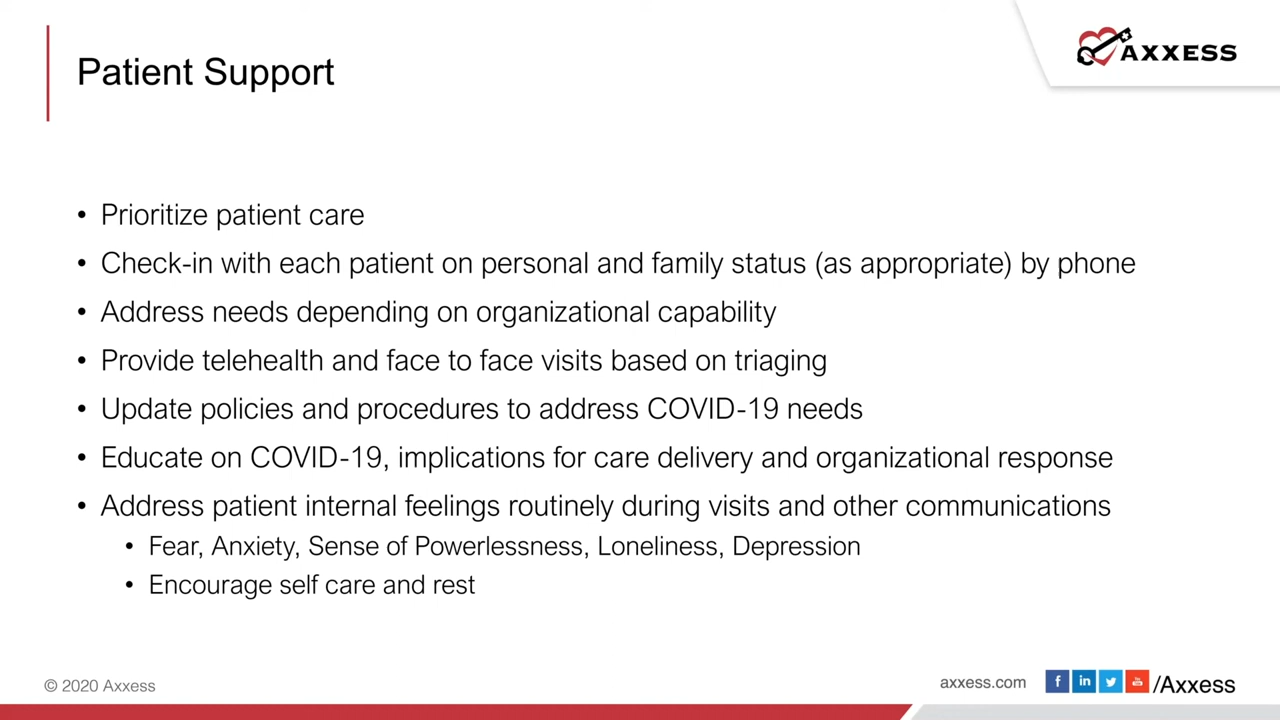 Patient Support
AXXESS
• Prioritize patient care
• Check-in with each patient on personal and family status (as appropriate) by phone
• Address needs depending on organizational capability
• Provide telehealth and face to face visits based on triaging
• Update policies and procedures to address COVID-19 needs
• Educate on COVID-19, implications for care delivery and organizational response
• Address patient internal feelings routinely during visits and other communications
• Fear, Anxiety, Sense of Powerlessness, Loneliness, Depression
• Encourage self care and rest
© 2020 Axxess
axxess.com f in You Tube /Axxess